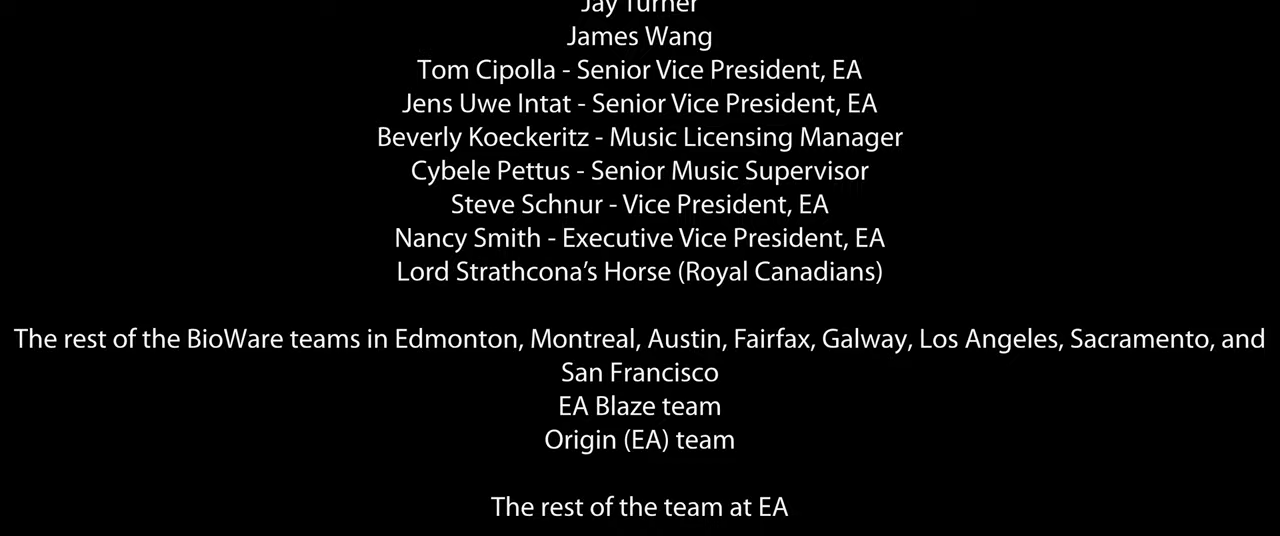 Jay Turner
James Wang
Tom Cipolla - Senior Vice President, EA
Jens Uwe Intat - Senior Vice President, EA
Beverly Koeckeritz - Music Licensing Manager
Cybele Pettus - Senior Music Supervisor
Steve Schnur - Vice President, EA
Nancy Smith - Executive Vice President, EA
Lord Strathcona’s Horse (Royal Canadians)
The rest of the BioWare teams in Edmonton, Montreal, Austin, Fairfax, Galway, Los Angeles, Sacramento, and
San Francisco
EA Blaze team
Origin (EA) team
The rest of the team at EA